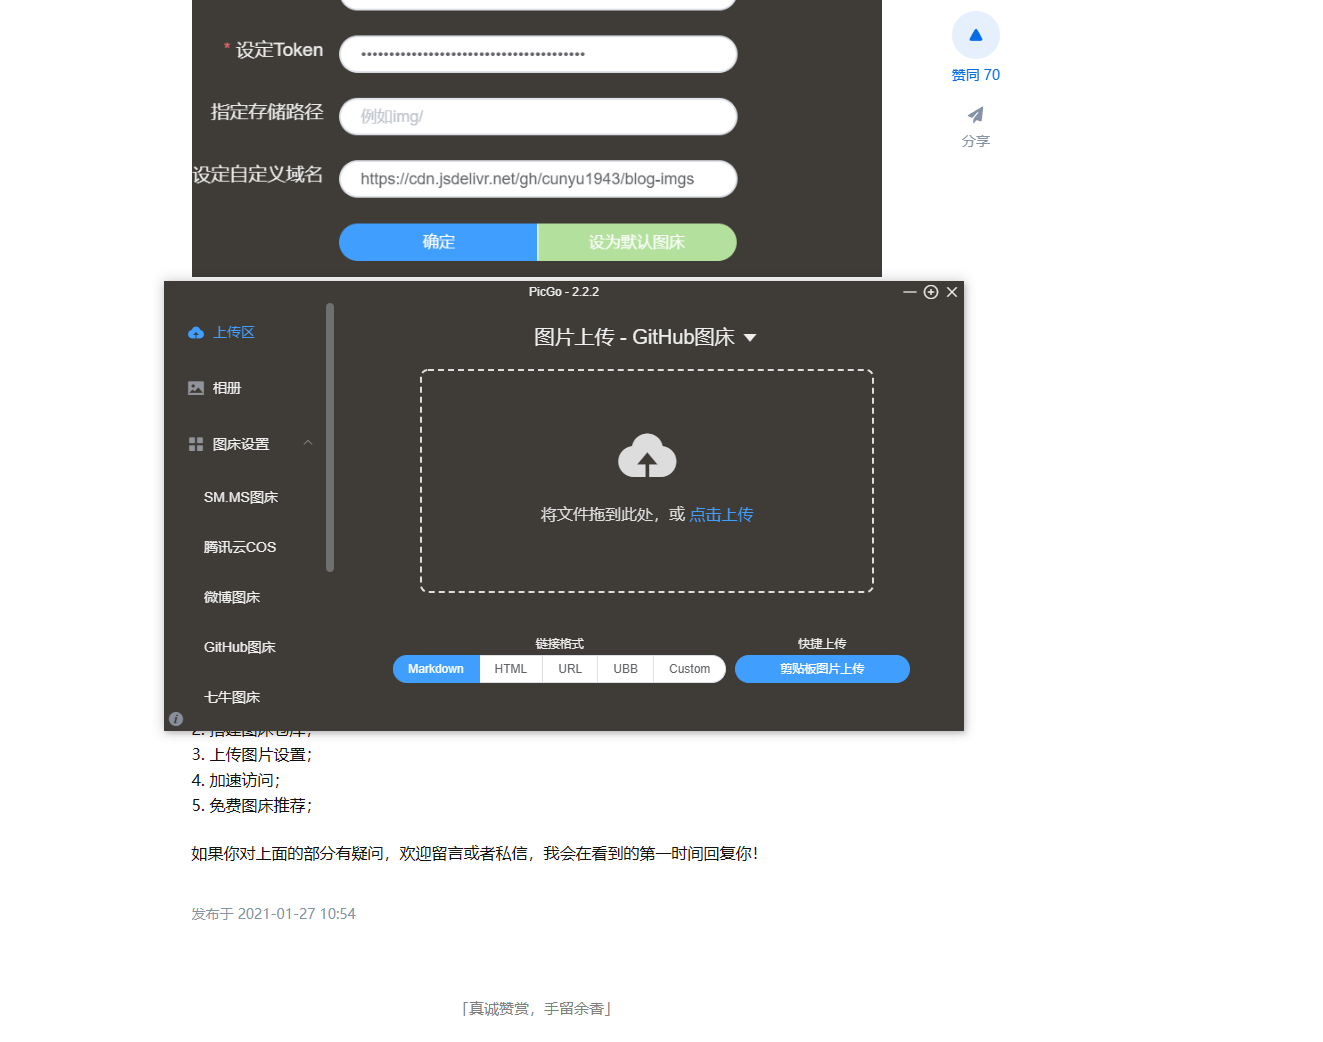 * 设定Token
••••••••••••••••••••••••••••••••••••••••
指定存储路径
例如img/
设定自定义域名
https://cdn.jsdelivr.net/gh/cunyu1943/blog-imgs
确定
设为默认图床
赞同 70
分享
PicGo - 2.2.2
上传区
相册
图床设置
SM.MS图床
腾讯云COS
微博图床
GitHub图床
七牛图床
图片上传 - GitHub图床
将文件拖到此处，或 点击上传
链接格式
Markdown
HTML
URL
UBB
Custom
快捷上传
剪贴板图片上传
2. 搭建图床仓库；
3. 上传图片设置；
4. 加速访问；
5. 免费图床推荐；
如果你对上面的部分有疑问，欢迎留言或者私信，我会在看到的第一时间回复你！
发布于 2021-01-27 10:54
「真诚赞赏，手留余香」